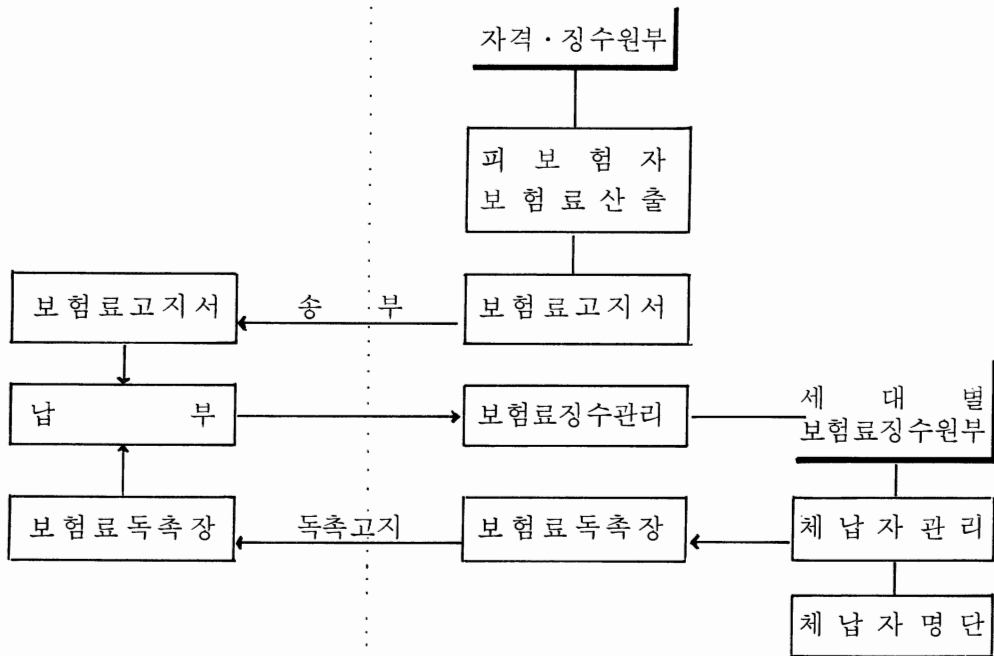 자격·징수원부
피 보 험 자
보험료산출
보험료고지서
송 부
보험료고지서
납 부
보험료징수관리
세 대 별
보험료징수원부
보험료독촉장
독촉고지
보험료독촉장
체납자관리
체납자명단